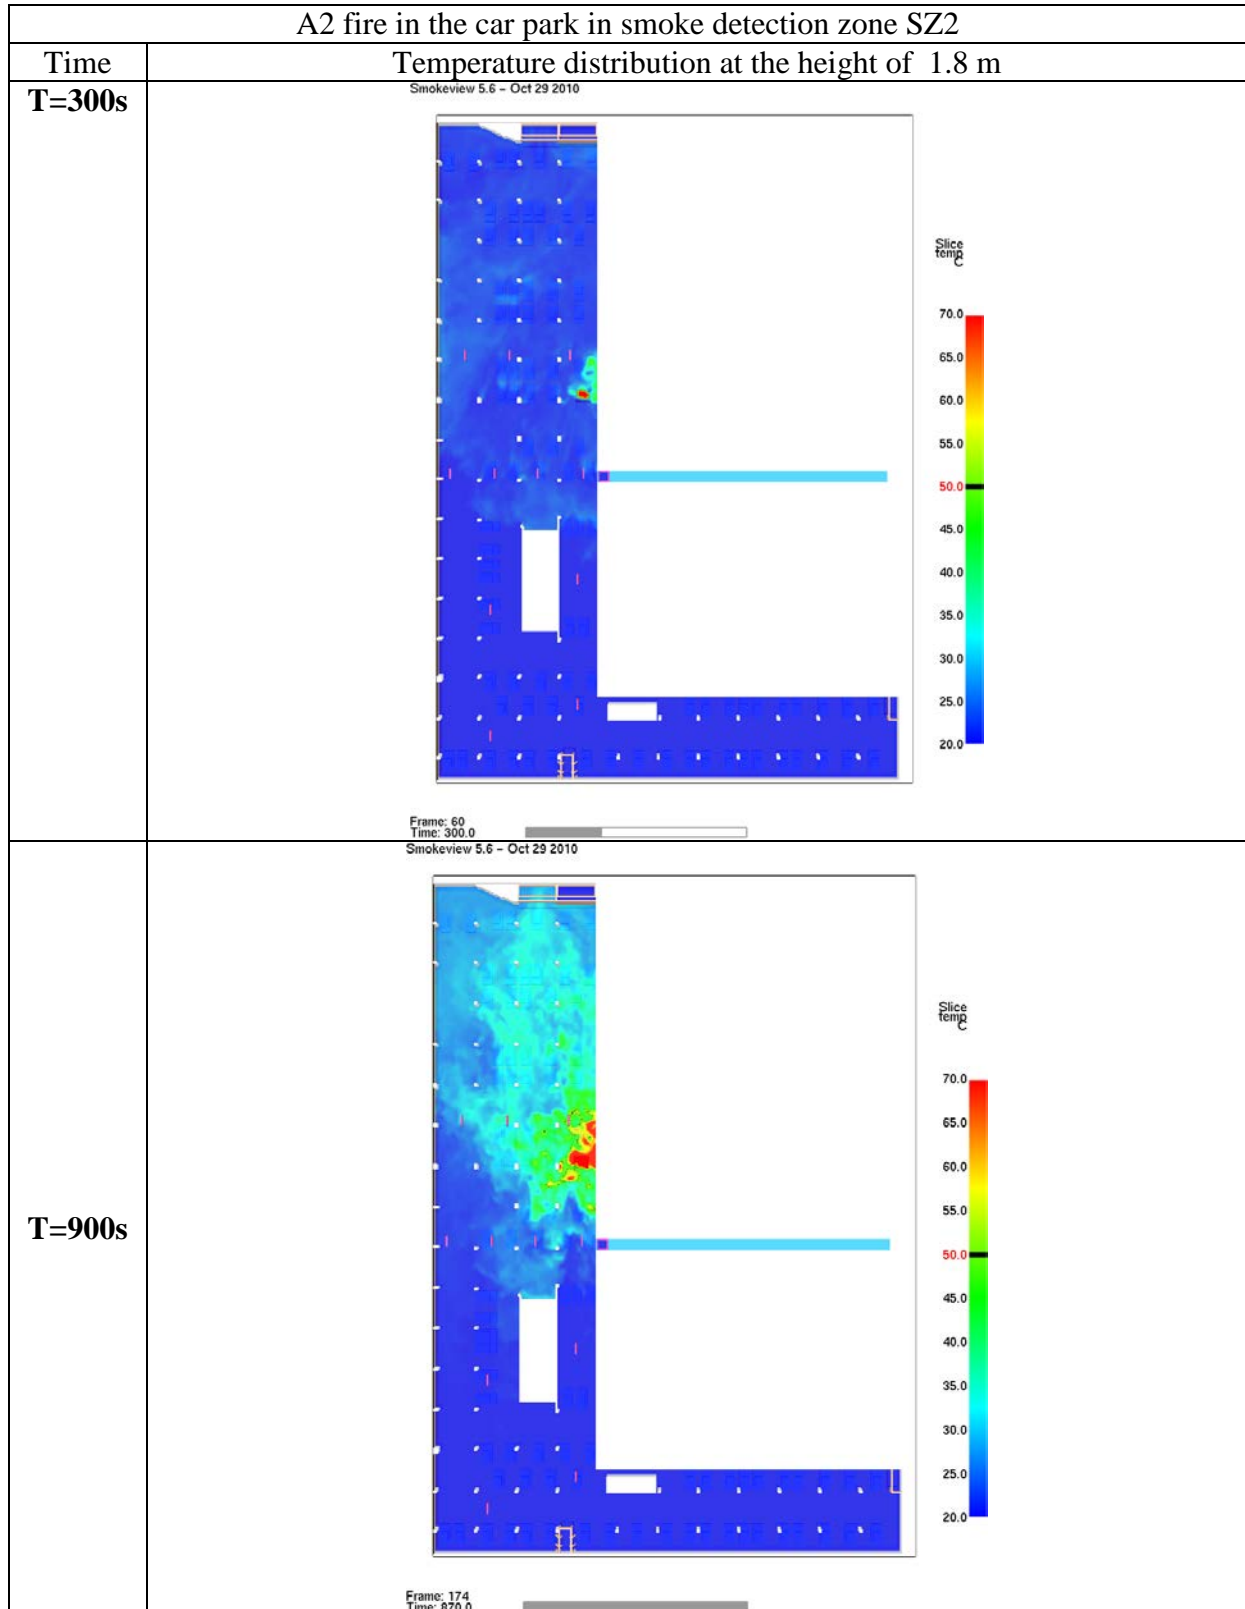 A2 fire in the car park in smoke detection zone SZ2
Time Temperature distribution at the height of 1.8 m
T=300s
Smokeview 5.6 – Oct 29 2010
Slice
temp
C
70.0
65.0
60.0
55.0
50.0
45.0
40.0
35.0
30.0
25.0
20.0
Frame: 60
Time: 300.0
T=900s
Smokeview 5.6 – Oct 29 2010
Slice
temp
C
70.0
65.0
60.0
55.0
50.0
45.0
40.0
35.0
30.0
25.0
20.0
Frame: 174
Time: 870.0